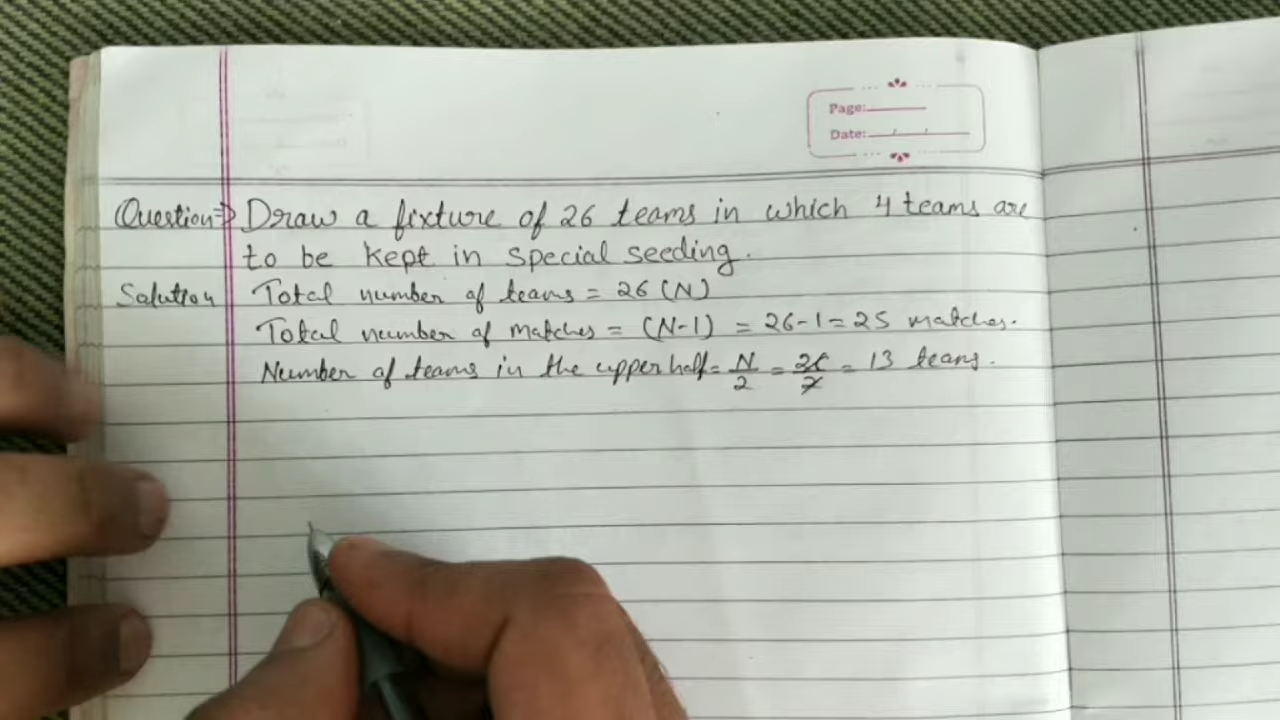 Page:
Date: / /
Question⇒ Draw a fixture of 26 teams in which 4 teams are
to be kept in special seeding.
Solution Total number of teams = 26 (N)
Total number of matches = (N-1) = 26-1 = 25 matches.
Number of teams in the upper half = N/2 = 26/2 = 13 teams.